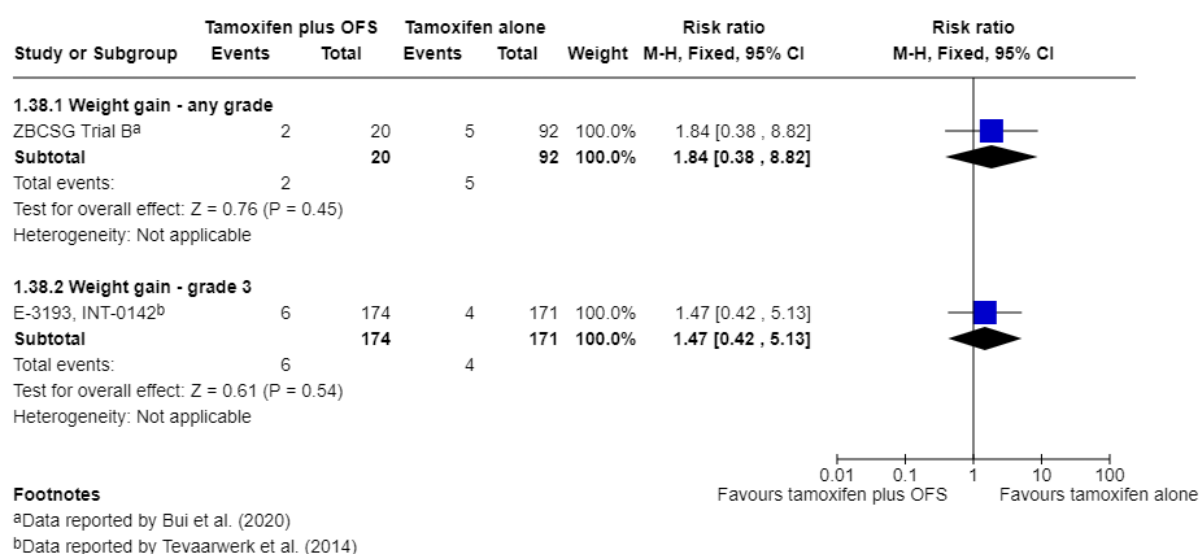 Tamoxifen plus OFS Tamoxifen alone Risk ratio Risk ratio
Study or Subgroup Events Total Events Total Weight M-H, Fixed, 95% CI M-H, Fixed, 95% CI
1.38.1 Weight gain - any grade
ZBCSG Trial Bᵃ 2 20 5 92 100.0% 1.84 [0.38 , 8.82]
Subtotal 20 92 100.0% 1.84 [0.38 , 8.82]
Total events: 2 5
Test for overall effect: Z = 0.76 (P = 0.45)
Heterogeneity: Not applicable
1.38.2 Weight gain - grade 3
E-3193, INT-0142ᵇ 6 174 4 171 100.0% 1.47 [0.42 , 5.13]
Subtotal 174 171 100.0% 1.47 [0.42 , 5.13]
Total events: 6 4
Test for overall effect: Z = 0.61 (P = 0.54)
Heterogeneity: Not applicable
0.01 0.1 1 10 100
Favours tamoxifen plus OFS Favours tamoxifen alone
Footnotes
ᵃData reported by Bui et al. (2020)
ᵇData reported by Tevaarwerk et al. (2014)